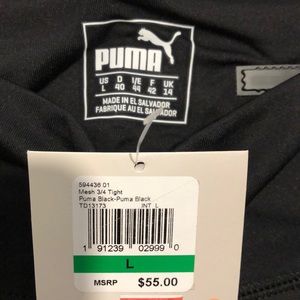 PUMA
US D I/E F UK
L 40 44 42 14
MADE IN EL SALVADOR
FABRIQUE AU EL SALVADOR
594436 01
Mesh 3/4 Tight
Puma Black-Puma Black
TD13173 INT L
1 91239 02999 0
L
MSRP $55.00